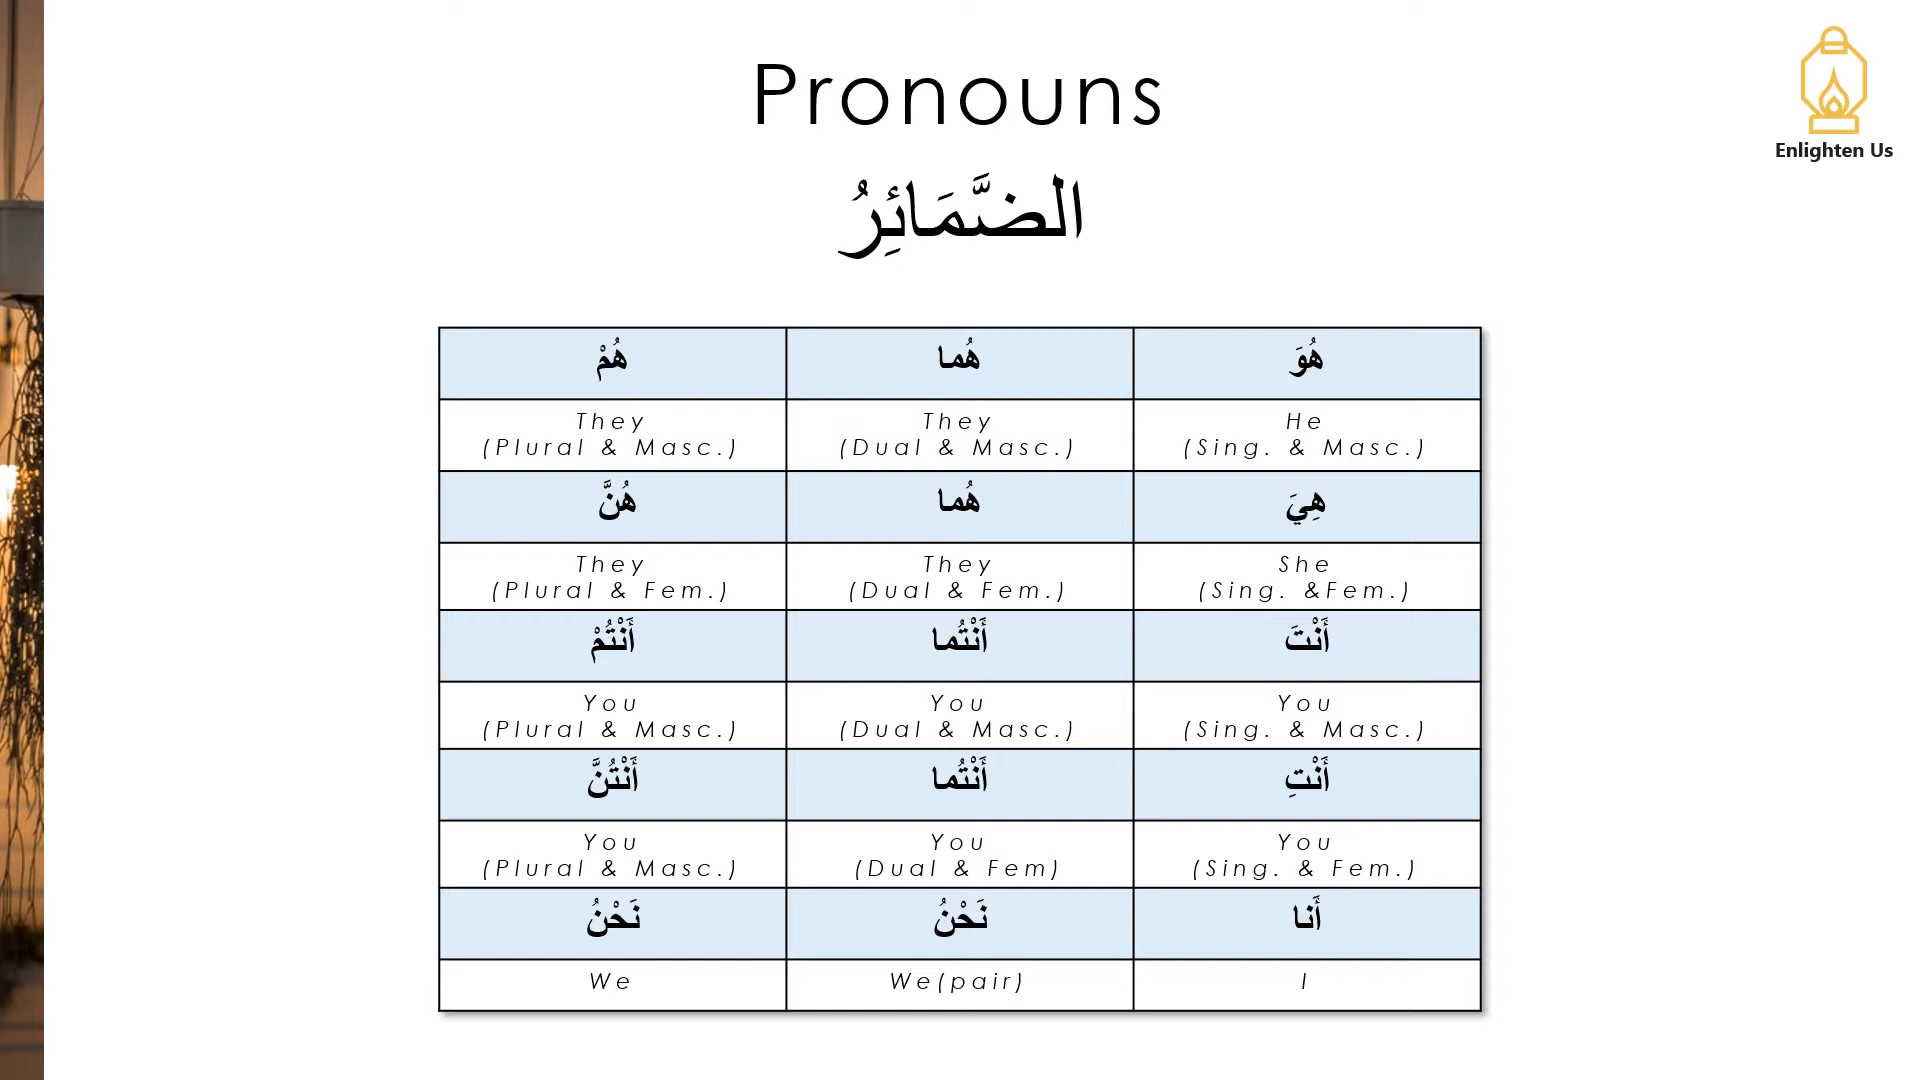 Pronouns
Enlighten Us
الضَّمَائِرُ
هُوَ هُما هُمْ
He They They
(Sing. & Masc.) (Dual & Masc.) (Plural & Masc.)
هِيَ هُما هُنَّ
She They They
(Sing. &Fem.) (Dual & Fem.) (Plural & Fem.)
أَنْتَ أَنْتُما أَنْتُمْ
You You You
(Sing. & Masc.) (Dual & Masc.) (Plural & Masc.)
أَنْتِ أَنْتُما أَنْتُنَّ
You You You
(Sing. & Fem.) (Dual & Fem) (Plural & Masc.)
أَنا نَحْنُ نَحْنُ
I We(pair) We